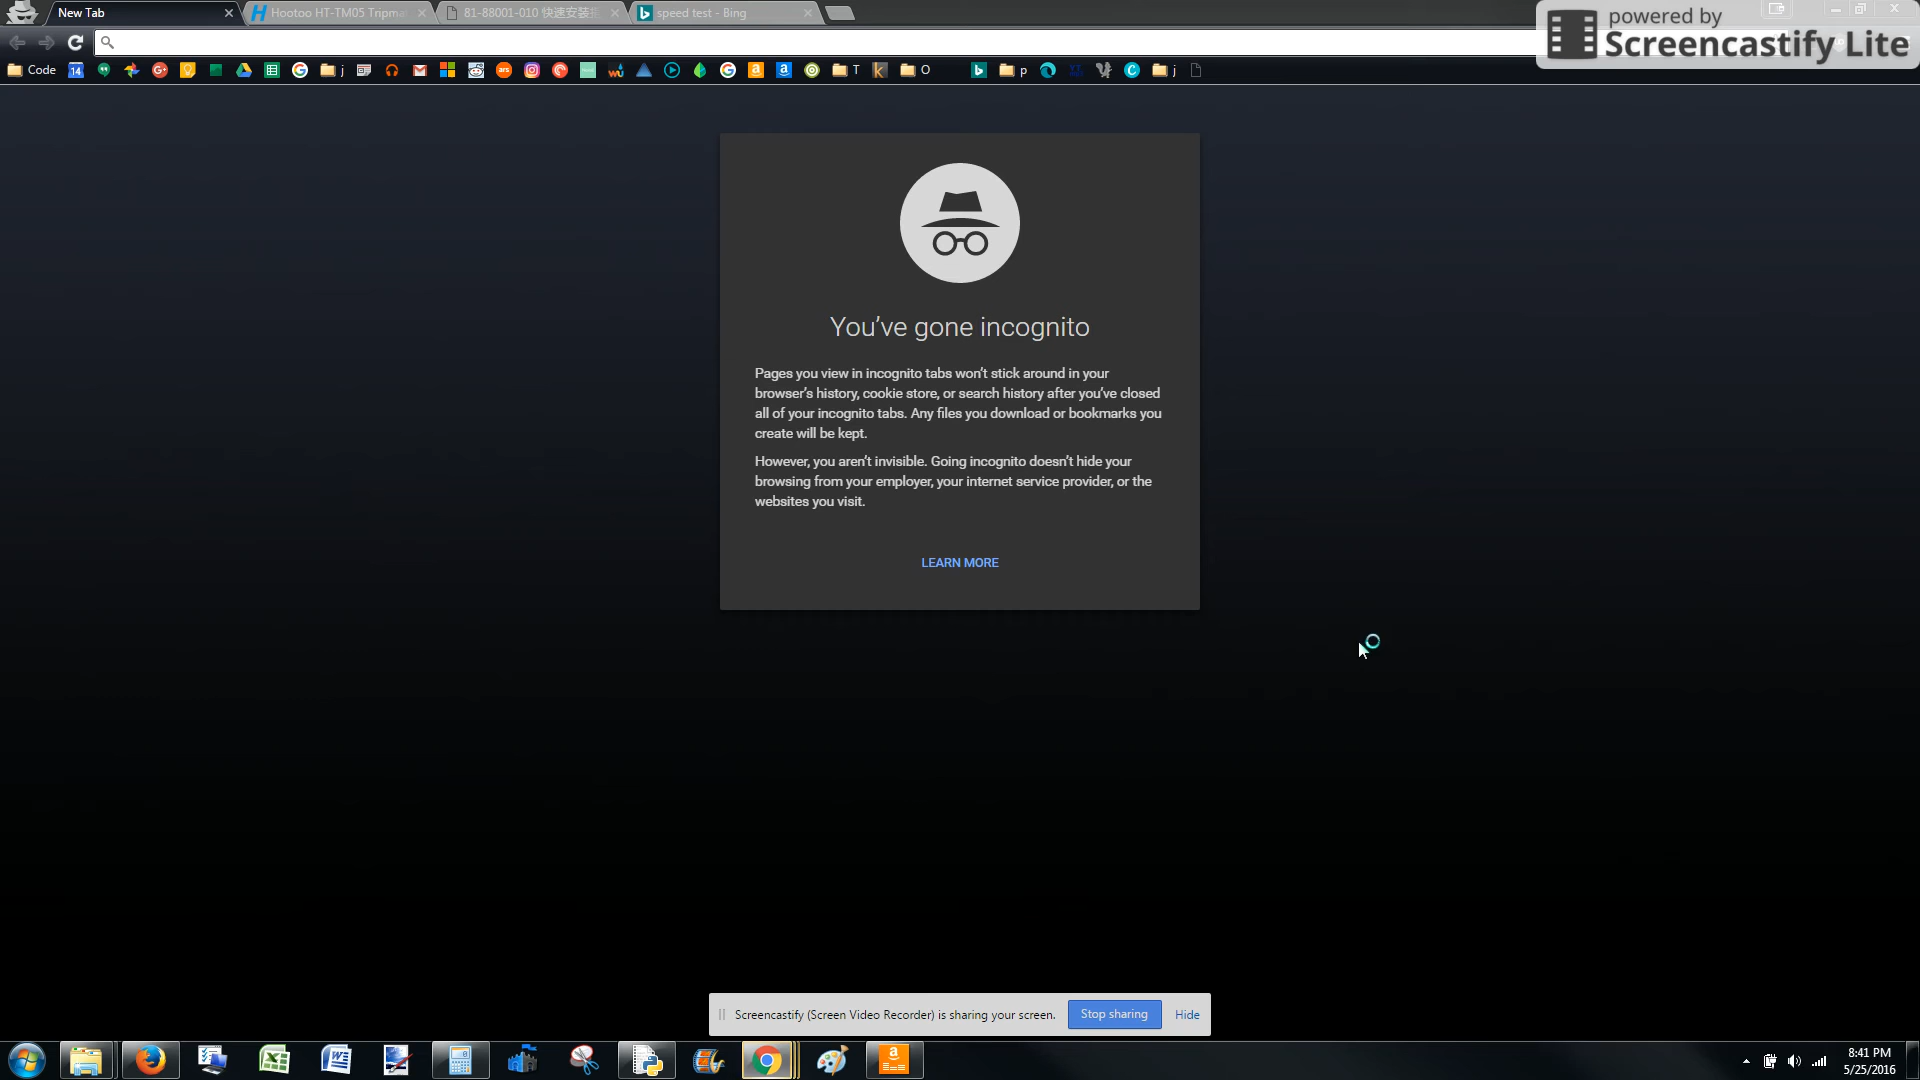 New Tab
Hootoo HT-TM05 Tripma
81-88001-010 快速安装指
speed test - Bing
powered by
Screencastify Lite
Code
14
j
T
O
p
j
You've gone incognito
Pages you view in incognito tabs won't stick around in your
browser's history, cookie store, or search history after you've closed
all of your incognito tabs. Any files you download or bookmarks you
create will be kept.
However, you aren't invisible. Going incognito doesn't hide your
browsing from your employer, your internet service provider, or the
websites you visit.
LEARN MORE
Screencastify (Screen Video Recorder) is sharing your screen.
Stop sharing
Hide
8:41 PM
5/25/2016